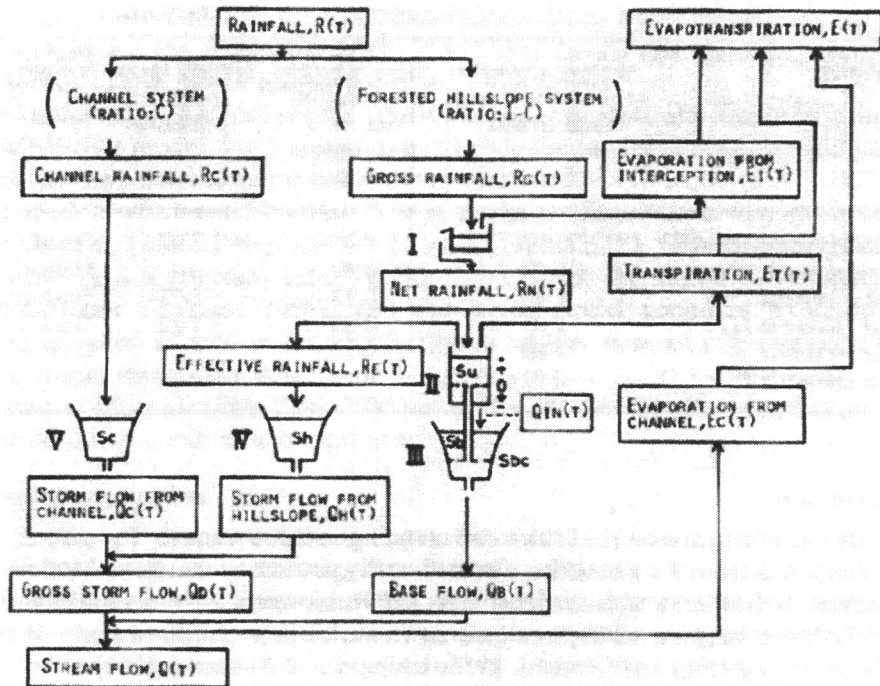 RAINFALL, R(T)
EVAPOTRANSPIRATION, E(T)
(CHANNEL SYSTEM
(RATIO:C))
(FORESTED HILLSLOPE SYSTEM
(RATIO:1-C))
CHANNEL RAINFALL, RC(T)
GROSS RAINFALL, RG(T)
EVAPORATION FROM
INTERCEPTION, EI(T)
I
NET RAINFALL, RN(T)
TRANSPIRATION, ET(T)
EFFECTIVE RAINFALL, RE(T)
Su
II
QIN(T)
EVAPORATION FROM
CHANNEL, EC(T)
V
Sc
IV
Sh
III
Sb
Sbc
STORM FLOW FROM
CHANNEL, QC(T)
STORM FLOW FROM
HILLSLOPE, QH(T)
GROSS STORM FLOW, QD(T)
BASE FLOW, QB(T)
STREAM FLOW, Q(T)